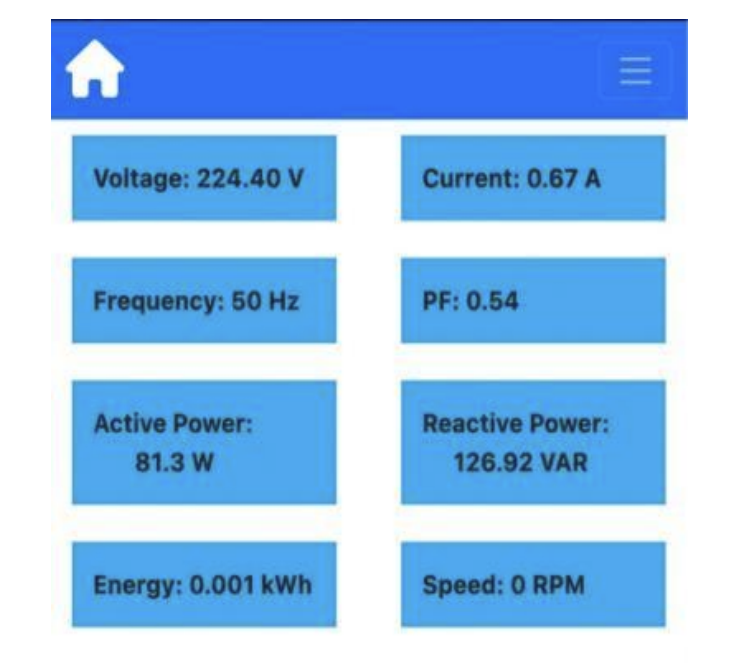 Voltage: 224.40 V
Current: 0.67 A
Frequency: 50 Hz
PF: 0.54
Active Power:
81.3 W
Reactive Power:
126.92 VAR
Energy: 0.001 kWh
Speed: 0 RPM